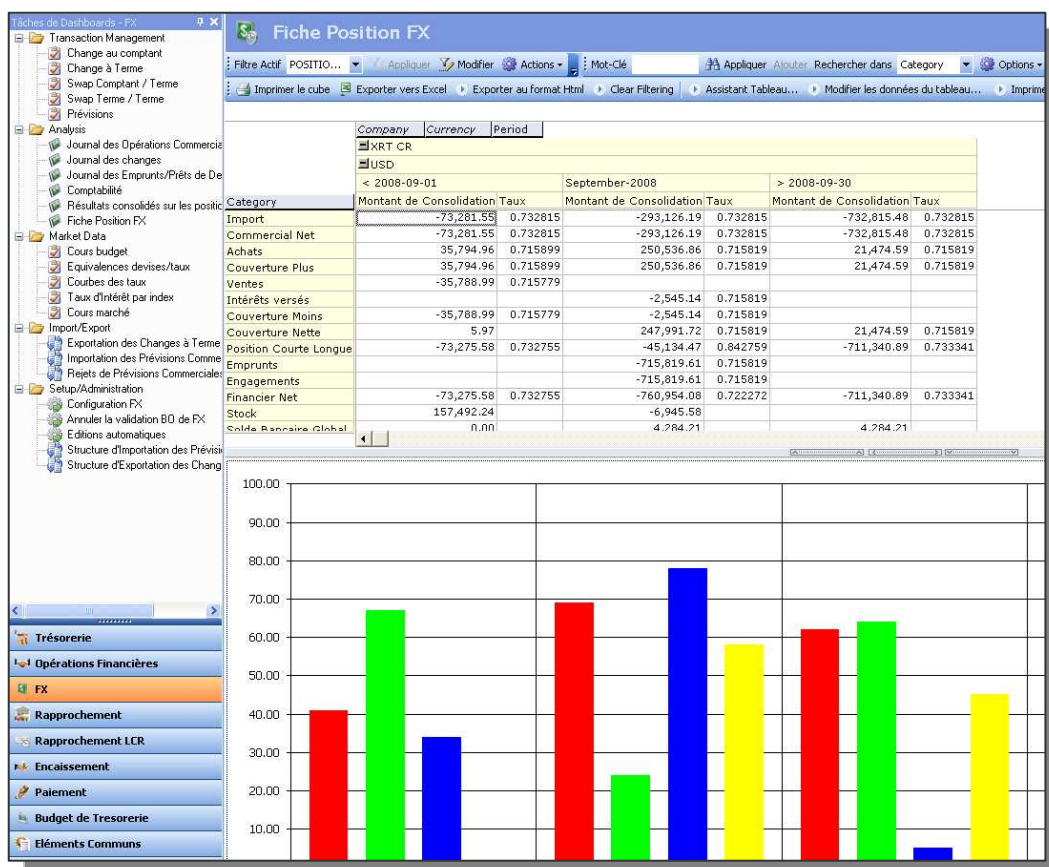 Tâches de Dashboards - FX
Transaction Management
Change au comptant
Change à Terme
Swap Comptant / Terme
Swap Terme / Terme
Prévisions
Analysis
Journal des Opérations Commercia
Journal des changes
Journal des Emprunts/Prêts de De
Comptabilité
Résultats consolidés sur les positic
Fiche Position FX
Market Data
Cours budget
Equivalences devises/taux
Courbes des taux
Taux d'Intérêt par index
Cours marché
Import/Export
Exportation des Changes à Terme
Importation des Prévisions Comme
Rejets de Prévisions Commerciales
Setup/Administration
Configuration FX
Annuler la validation BO de FX
Editions automatiques
Structure d'Importation des Prévisi
Structure d'Exportation des Chang
Trésorerie
Opérations Financières
FX
Rapprochement
Rapprochement LCR
Encaissement
Paiement
Budget de Tresorerie
Eléments Communs
Fiche Position FX
Filtre Actif POSITIO... Appliquer Modifier Actions Mot-Clé Appliquer Ajouter Rechercher dans Category Options
Imprimer le cube Exporter vers Excel Exporter au format Html Clear Filtering Assistant Tableau... Modifier les données du tableau... Imprime
Company Currency Period
XRT CR
USD
< 2008-09-01 September-2008 > 2008-09-30
Category Montant de Consolidation Taux Montant de Consolidation Taux Montant de Consolidation Taux
Import -73,281.55 0.732815 -293,126.19 0.732815 -732,815.48 0.732815
Commercial Net -73,281.55 0.732815 -293,126.19 0.732815 -732,815.48 0.732815
Achats 35,794.96 0.715899 250,536.86 0.715819 21,474.59 0.715819
Couverture Plus 35,794.96 0.715899 250,536.86 0.715819 21,474.59 0.715819
Ventes -35,788.99 0.715779
Intérêts versés -2,545.14 0.715819
Couverture Moins -35,788.99 0.715779 -2,545.14 0.715819
Couverture Nette 5.97 247,991.72 0.715819 21,474.59 0.715819
Position Courte Longue -73,275.58 0.732755 -45,134.47 0.842759 -711,340.89 0.733341
Emprunts -715,819.61 0.715819
Engagements -715,819.61 0.715819
Financier Net -73,275.58 0.732755 -760,954.08 0.722272 -711,340.89 0.733341
Stock 157,492.24 -6,945.58
Solde Bancaire Global 0.00 4,284.21 4,284.21
100.00
90.00
80.00
70.00
60.00
50.00
40.00
30.00
20.00
10.00